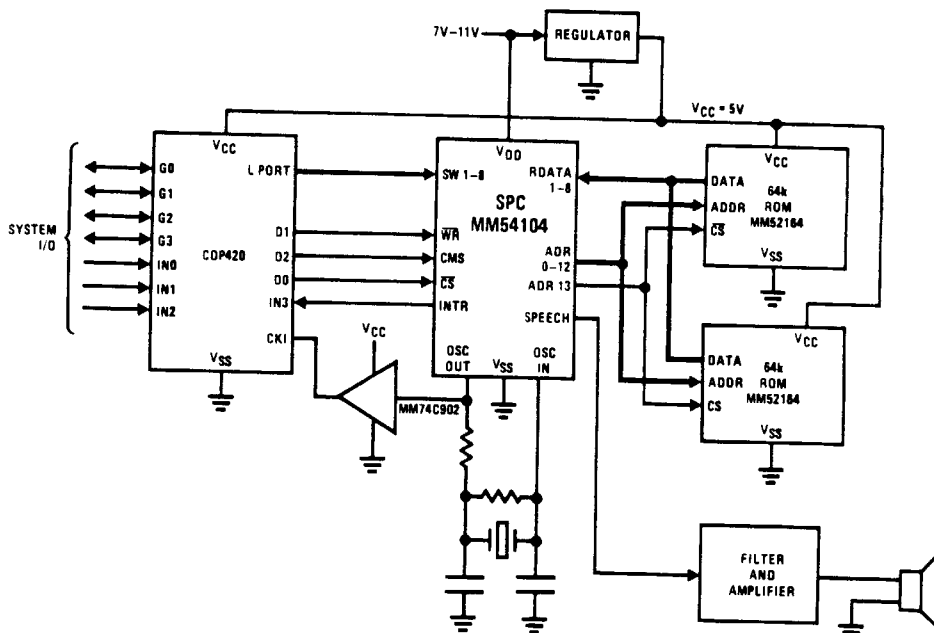 7V–11V
REGULATOR
VCC = 5V
SYSTEM
I/O
G0
G1
G2
G3
IN0
IN1
IN2
VCC
L PORT
D1
D2
D0
IN3
CKI
COP420
VSS
VDD
SW 1–8
SPC
MM54104
WR
CMS
CS
INTR
OSC
OUT
VSS
OSC
IN
RDATA
1–8
ADR
0–12
ADR 13
SPEECH
VCC
MM74C902
VCC
DATA
ADDR
CS
64k
ROM
MM52164
VSS
VCC
DATA
ADDR
CS
64k
ROM
MM52164
VSS
FILTER
AND
AMPLIFIER